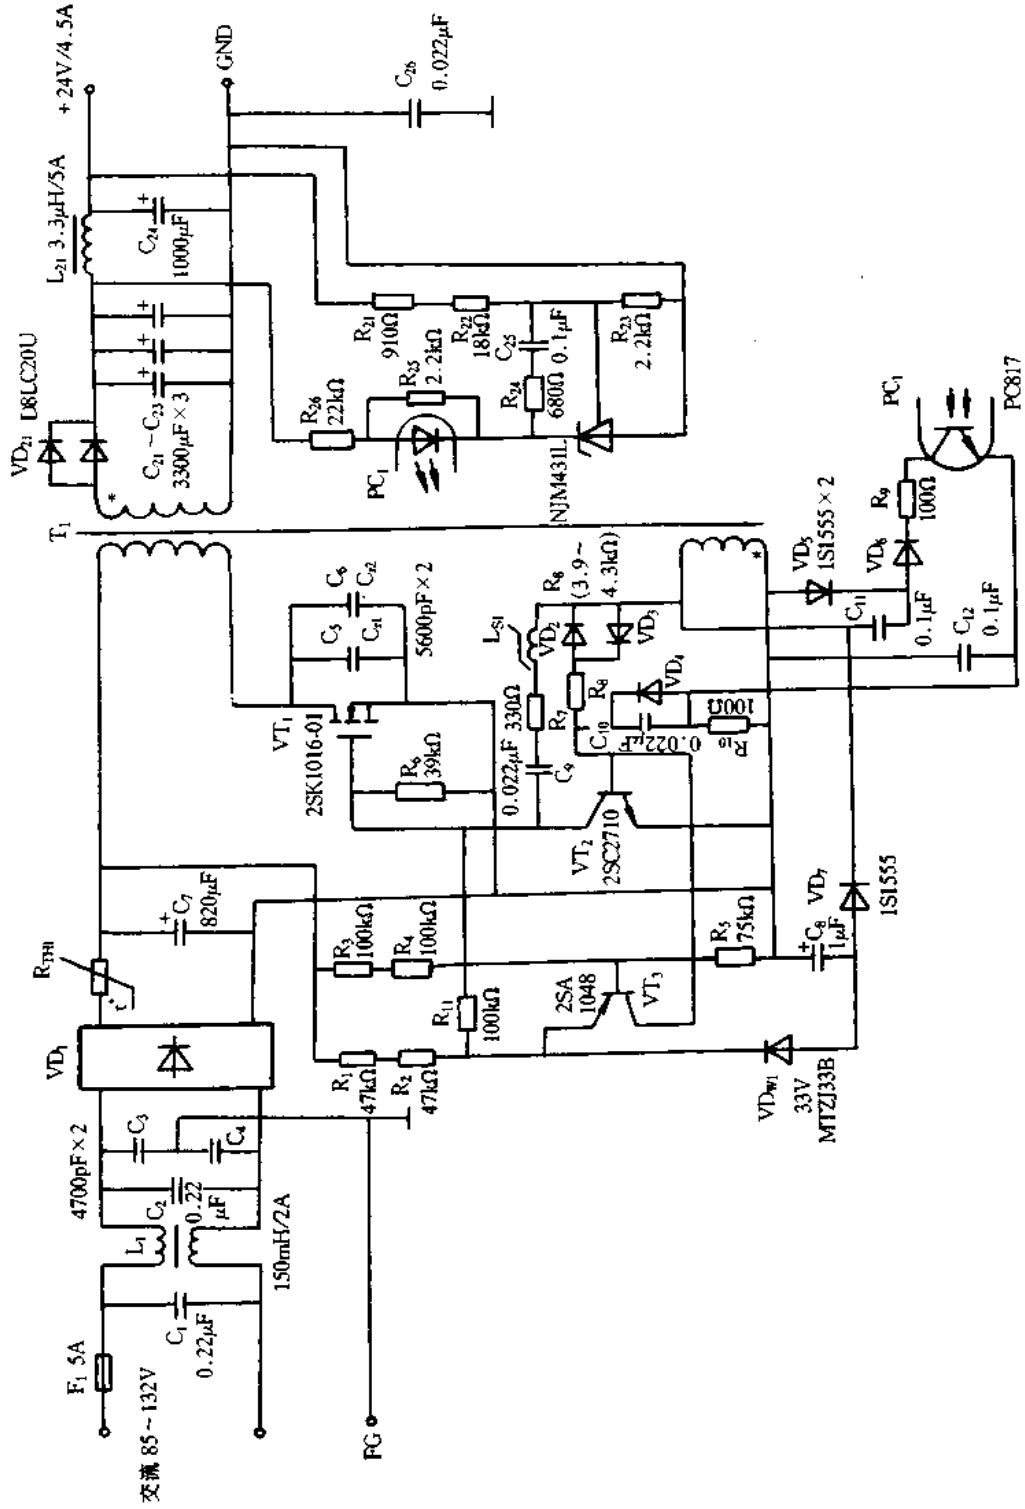 交流 85～132V
F₁ 5A
C₁
0.22μF
L₁
150mH/2A
C₂
0.22
μF
4700pF×2
C₃
C₄
FG
VD₁
R_TH1
t°
+
C₇
820μF
R₁
47kΩ
R₂
47kΩ
R₃
100kΩ
R₄
100kΩ
R₁₁
100kΩ
2SA
1048
VT₃
R₅
75kΩ
VD_W1
33V
MTZJ33B
+
C₈
1μF
VD₇
1S1555
VT₁
2SK1016-01
R₆
39kΩ
C₅
C₂₁
C₆
C₂₂
5600pF×2
0.022μF
C₉
330Ω
L_S1
VT₂
2SC2710
R₇
R₈
VD₂
VD₃
R₈
(3.9～
4.3kΩ)
C₁₀
0.022μF
VD₄
R₁₀
100Ω
T₁
*
*
VD₅
1S1555×2
VD₆
R₉
100Ω
C₁₁
0.1μF
C₁₂
0.1μF
PC₁
PC817
VD₂₁
D8LC20U
C₂₁～C₂₃
3300μF×3
+
+
+
L₂₁ 3.3μH/5A
+
C₂₄
1000μF
+24V/4.5A
GND
C₂₆
0.022μF
R₂₆
22kΩ
PC₁
R₂₅
2.2kΩ
R₂₁
910Ω
R₂₂
18kΩ
C₂₅
0.1μF
R₂₄
680Ω
R₂₃
2.2kΩ
NJM431L